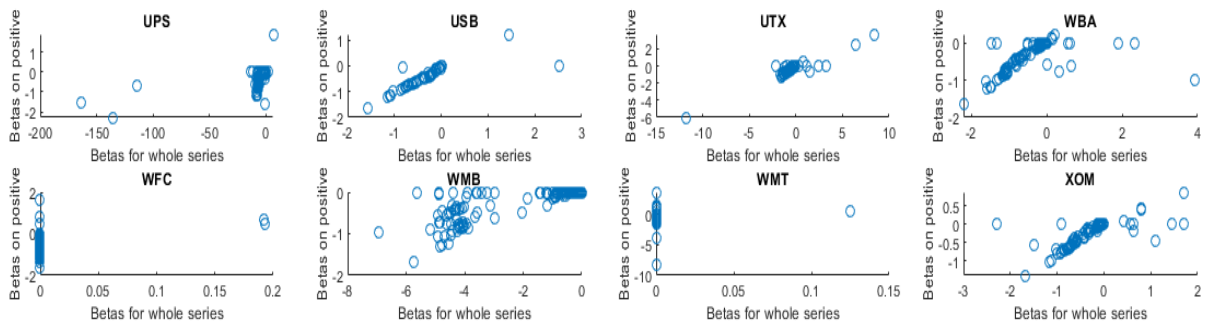 UPS
Betas on positive
1
0
-1
-2
-200 -150 -100 -50 0
Betas for whole series
USB
Betas on positive
1
0
-1
-2
-2 -1 0 1 2 3
Betas for whole series
UTX
Betas on positive
2
0
-2
-4
-6
-15 -10 -5 0 5 10
Betas for whole series
WBA
Betas on positive
0
-1
-2
-2 0 2 4
Betas for whole series
WFC
Betas on positive
2
0
-2
0 0.05 0.1 0.15 0.2
Betas for whole series
WMB
Betas on positive
0
-1
-2
-8 -6 -4 -2 0
Betas for whole series
WMT
Betas on positive
0
-5
-10
0 0.05 0.1 0.15
Betas for whole series
XOM
Betas on positive
0.5
0
-0.5
-1
-3 -2 -1 0 1 2
Betas for whole series